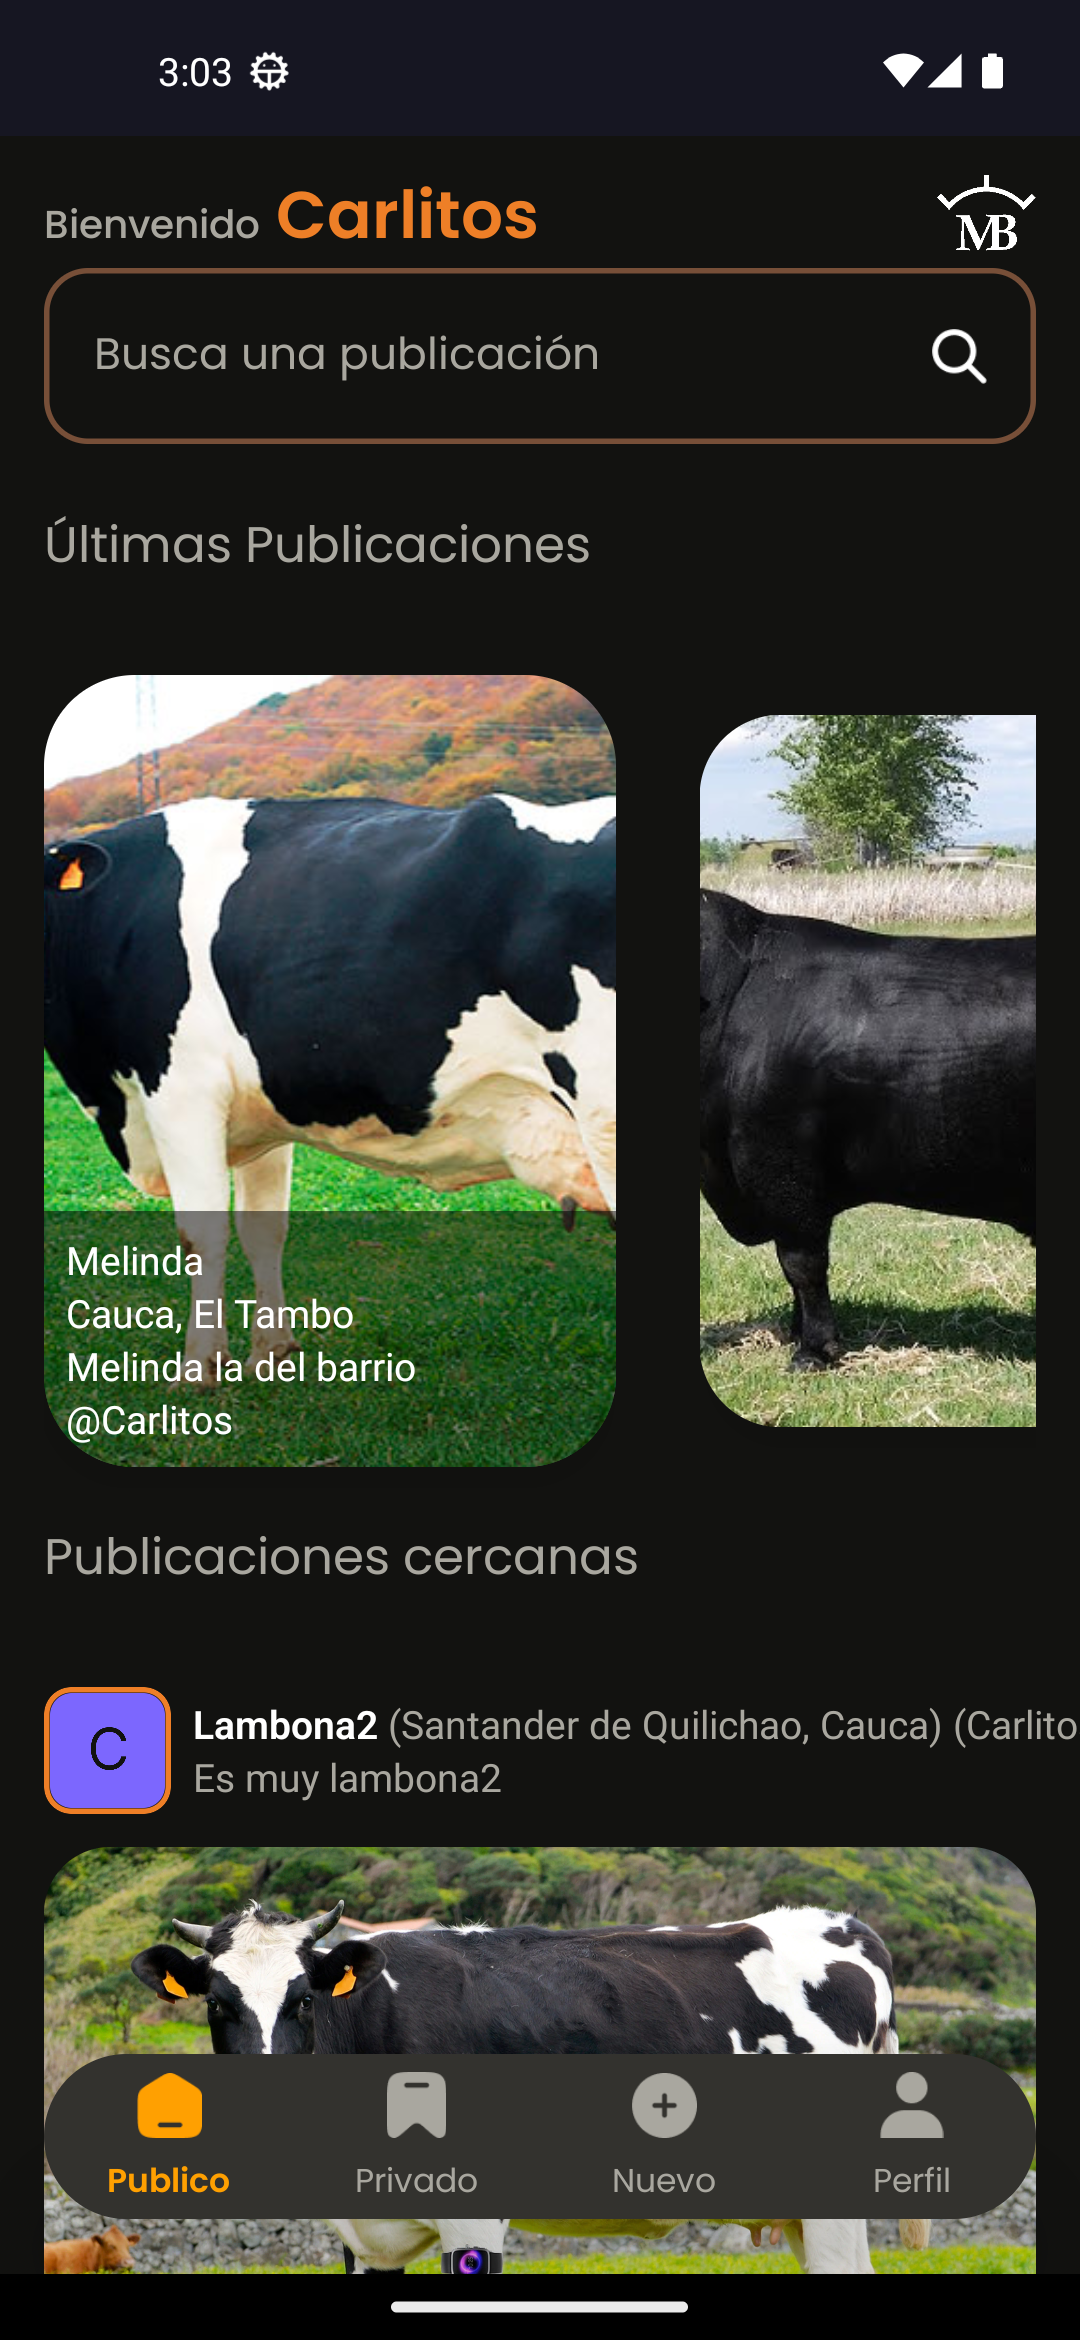 3:03
Bienvenido Carlitos
MB
Busca una publicación
Últimas Publicaciones
Melinda
Cauca, El Tambo
Melinda la del barrio
@Carlitos
Publicaciones cercanas
C
Lambona2 (Santander de Quilichao, Cauca) (Carlito
Es muy lambona2
Publico
Privado
Nuevo
Perfil